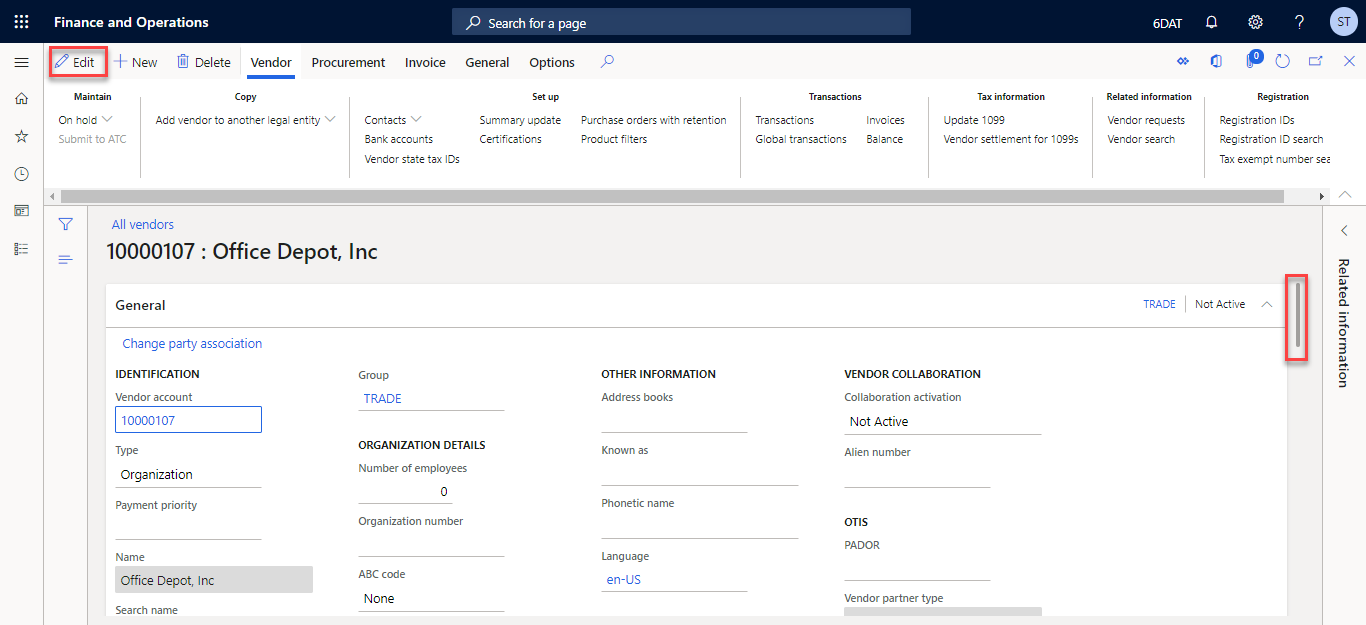 Finance and Operations
Search for a page
6DAT
?
ST
Edit
New
Delete
Vendor
Procurement
Invoice
General
Options
0
Maintain
On hold
Submit to ATC
Copy
Add vendor to another legal entity
Set up
Contacts
Bank accounts
Vendor state tax IDs
Summary update
Certifications
Purchase orders with retention
Product filters
Transactions
Transactions
Global transactions
Invoices
Balance
Tax information
Update 1099
Vendor settlement for 1099s
Related information
Vendor requests
Vendor search
Registration
Registration IDs
Registration ID search
Tax exempt number sea
All vendors
10000107 : Office Depot, Inc
General
TRADE
Not Active
Change party association
IDENTIFICATION
Vendor account
10000107
Type
Organization
Payment priority
Name
Office Depot, Inc
Search name
Group
TRADE
ORGANIZATION DETAILS
Number of employees
0
Organization number
ABC code
None
OTHER INFORMATION
Address books
Known as
Phonetic name
Language
en-US
VENDOR COLLABORATION
Collaboration activation
Not Active
Alien number
OTIS
PADOR
Vendor partner type
Related information